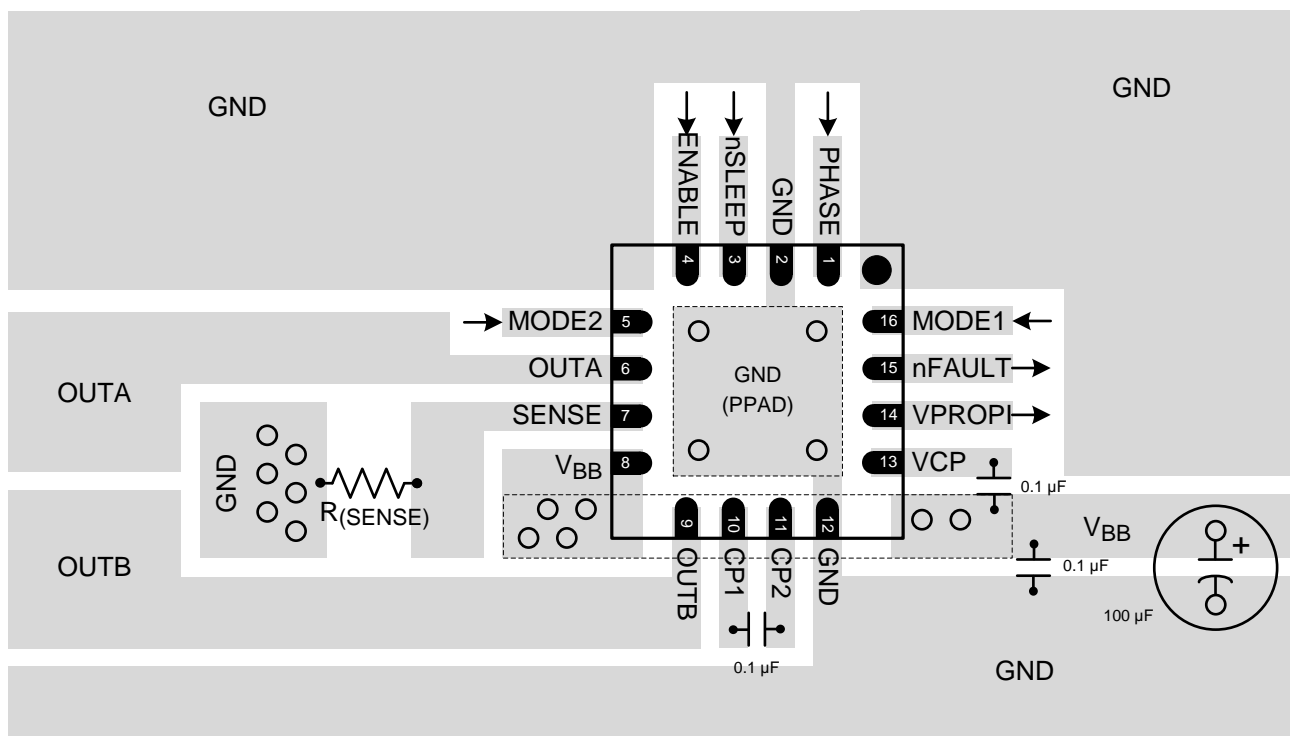 GND
GND
ENABLE
nSLEEP
GND
PHASE
4
3
2
1
MODE2
5
16
MODE1
OUTA
OUTA
6
15
nFAULT
GND
(PPAD)
SENSE
7
14
VPROPI
VBB
8
13
VCP
0.1 µF
GND
R(SENSE)
9
10
11
12
OUTB
CP1
CP2
GND
VBB
+
0.1 µF
100 µF
OUTB
0.1 µF
GND